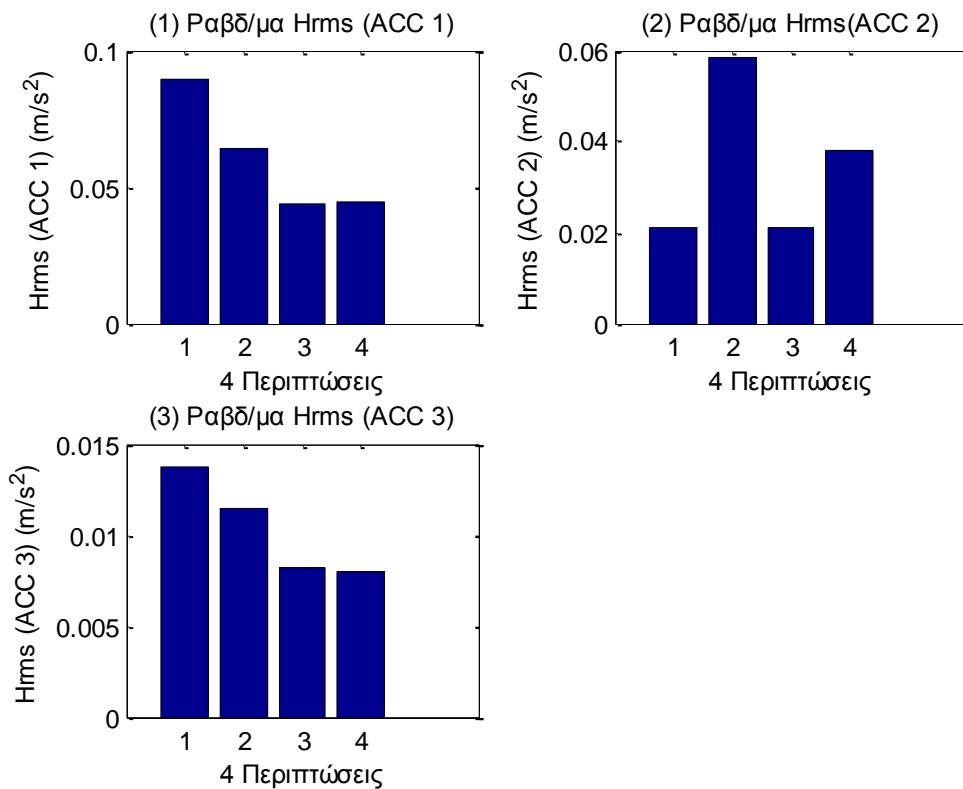 (1) Ραβδ/μα Hrms (ACC 1)
Hrms (ACC 1) (m/s²)
0.1
0.05
0
1 2 3 4
4 Περιπτώσεις
(2) Ραβδ/μα Hrms(ACC 2)
Hrms (ACC 2) (m/s²)
0.06
0.04
0.02
0
1 2 3 4
4 Περιπτώσεις
(3) Ραβδ/μα Hrms (ACC 3)
Hrms (ACC 3) (m/s²)
0.015
0.01
0.005
0
1 2 3 4
4 Περιπτώσεις